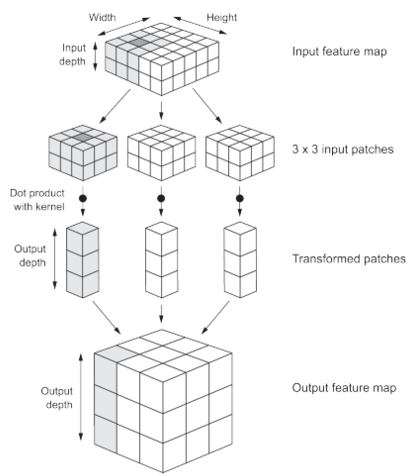 Width
Height
Input
depth
Input feature map
3 x 3 input patches
Dot product
with kernel
Output
depth
Transformed patches
Output
depth
Output feature map